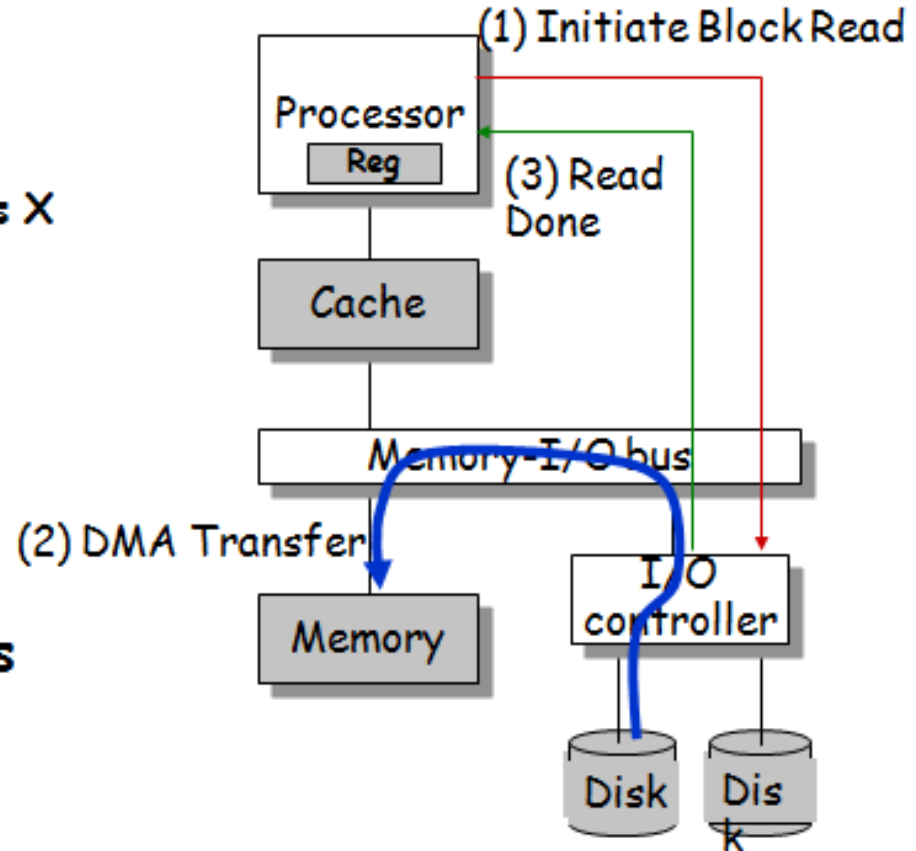 (1) Initiate Block Read
Processor
Reg
(3) Read
Done
s X
Cache
Memory-I/O bus
(2) DMA Transfer
I/O
controller
Memory
s
Disk
Dis
k